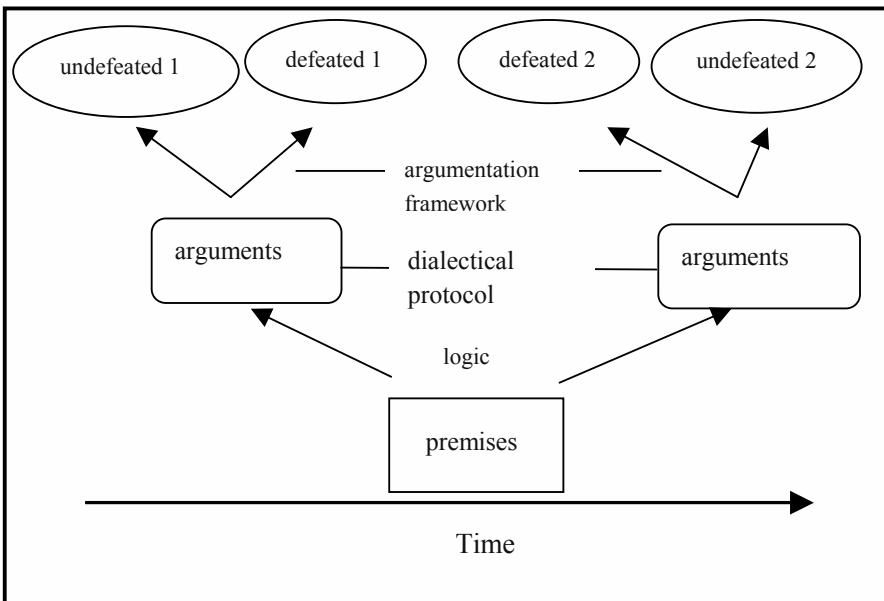 undefeated 1
defeated 1
defeated 2
undefeated 2
argumentation
framework
arguments
dialectical
protocol
arguments
logic
premises
Time